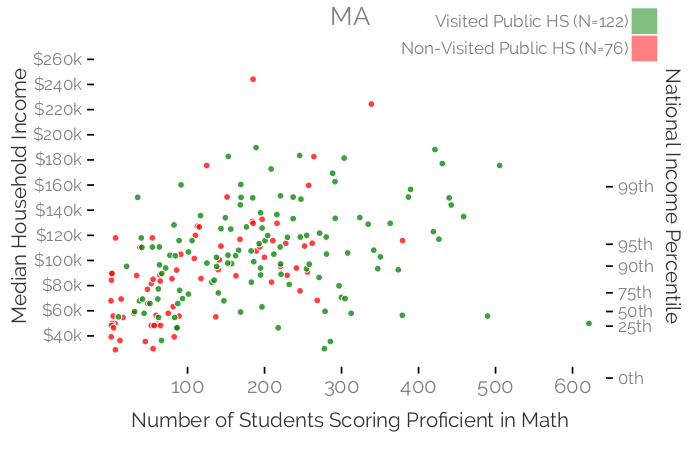 MA
Visited Public HS (N=122)
Non-Visited Public HS (N=76)
Median Household Income
$260k
$240k
$220k
$200k
$180k
$160k
$140k
$120k
$100k
$80k
$60k
$40k
National Income Percentile
99th
95th
90th
75th
50th
25th
0th
100 200 300 400 500 600
Number of Students Scoring Proficient in Math